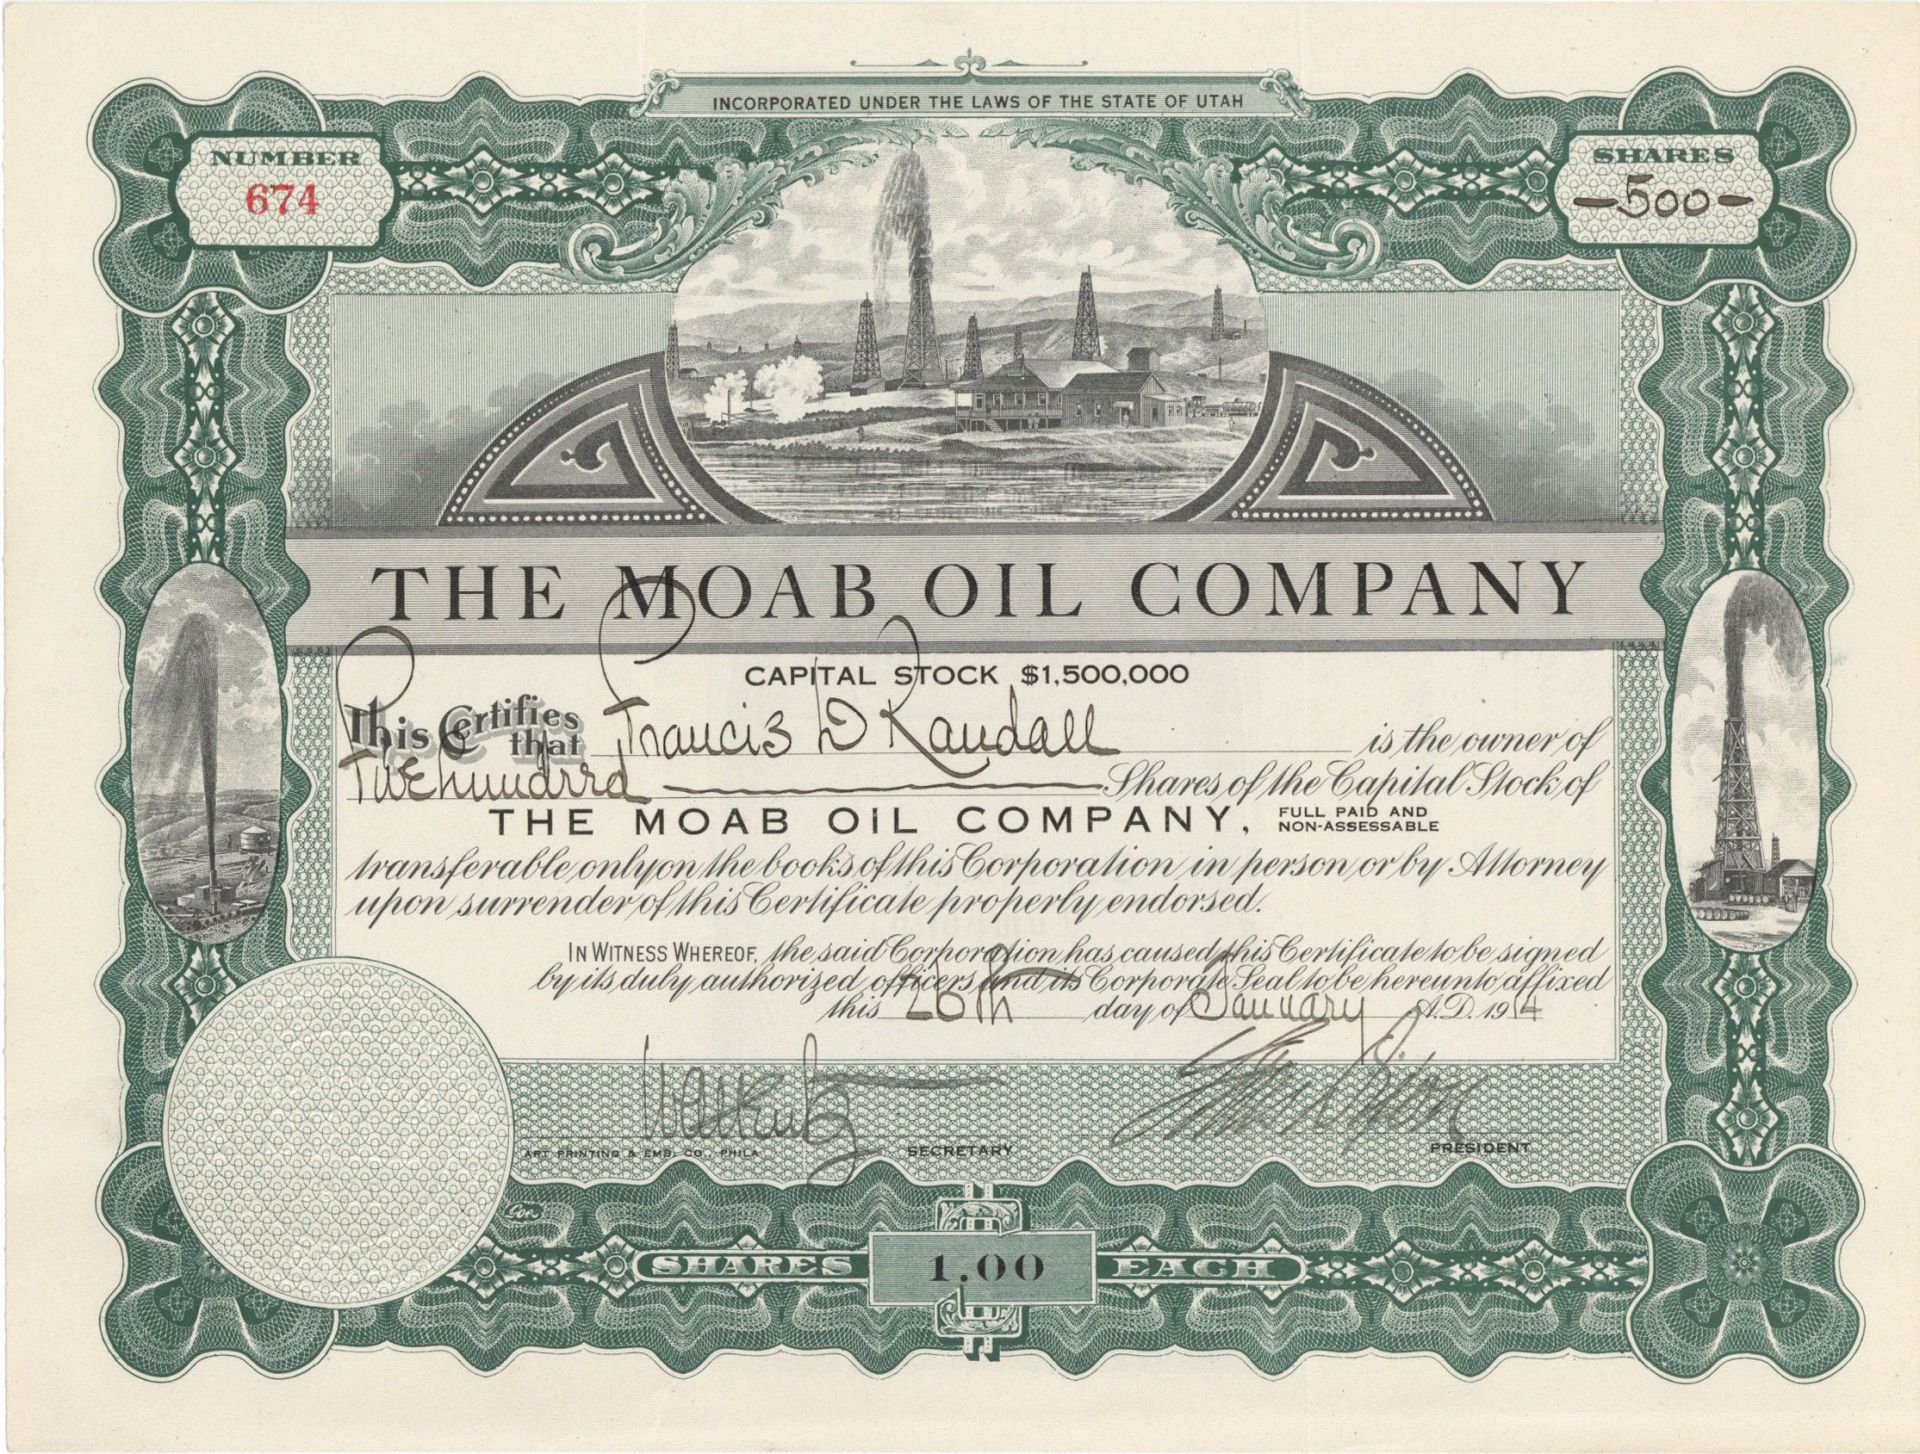 INCORPORATED UNDER THE LAWS OF THE STATE OF UTAH
NUMBER
674
SHARES
-500-
THE MOAB OIL COMPANY
CAPITAL STOCK $1,500,000
This Certifies that Francis D Randall is the owner of
Five hundred Shares of the Capital Stock of
THE MOAB OIL COMPANY, FULL PAID AND NON-ASSESSABLE
transferable only on the books of this Corporation in person or by Attorney
upon surrender of this Certificate properly endorsed.
IN WITNESS WHEREOF, the said Corporation has caused this Certificate to be signed
by its duly authorized officers and its Corporate Seal to be hereunto affixed
this 26th day of January A.D. 1914
ART PRINTING & EMB. CO., PHILA
SECRETARY
PRESIDENT
SHARES 1.00 EACH